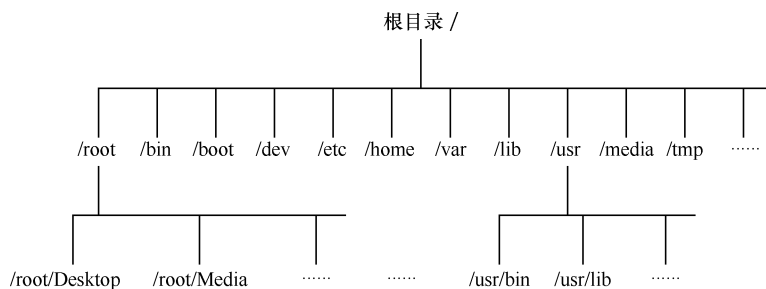 根目录 /
/root /bin /boot /dev /etc /home /var /lib /usr /media /tmp ……
/root/Desktop /root/Media …… …… /usr/bin /usr/lib ……